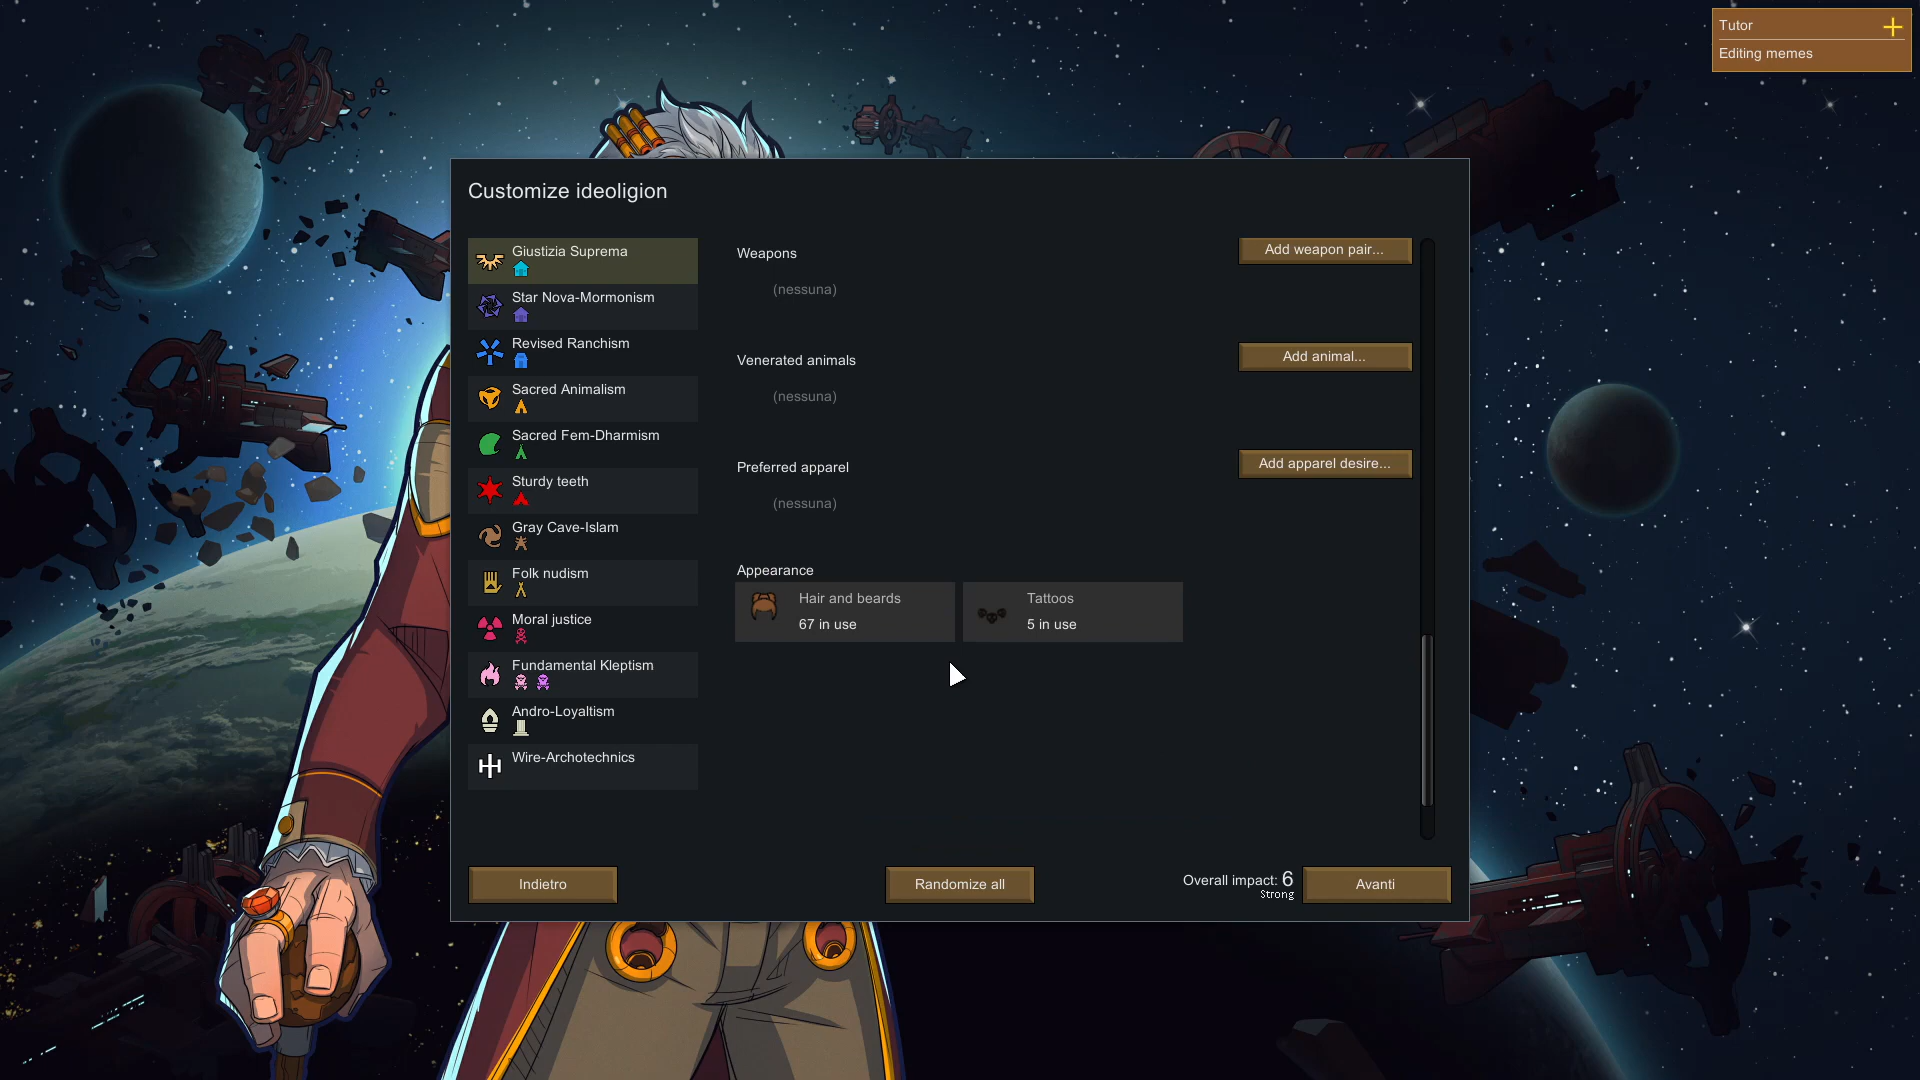 Tutor
Editing memes
Customize ideoligion
Giustizia Suprema
Star Nova-Mormonism
Revised Ranchism
Sacred Animalism
Sacred Fem-Dharmism
Sturdy teeth
Gray Cave-Islam
Folk nudism
Moral justice
Fundamental Kleptism
Andro-Loyaltism
Wire-Archotechnics
Weapons
Add weapon pair...
(nessuna)
Venerated animals
Add animal...
(nessuna)
Preferred apparel
Add apparel desire...
(nessuna)
Appearance
Hair and beards
67 in use
Tattoos
5 in use
Indietro
Randomize all
Overall impact: 6
Strong
Avanti